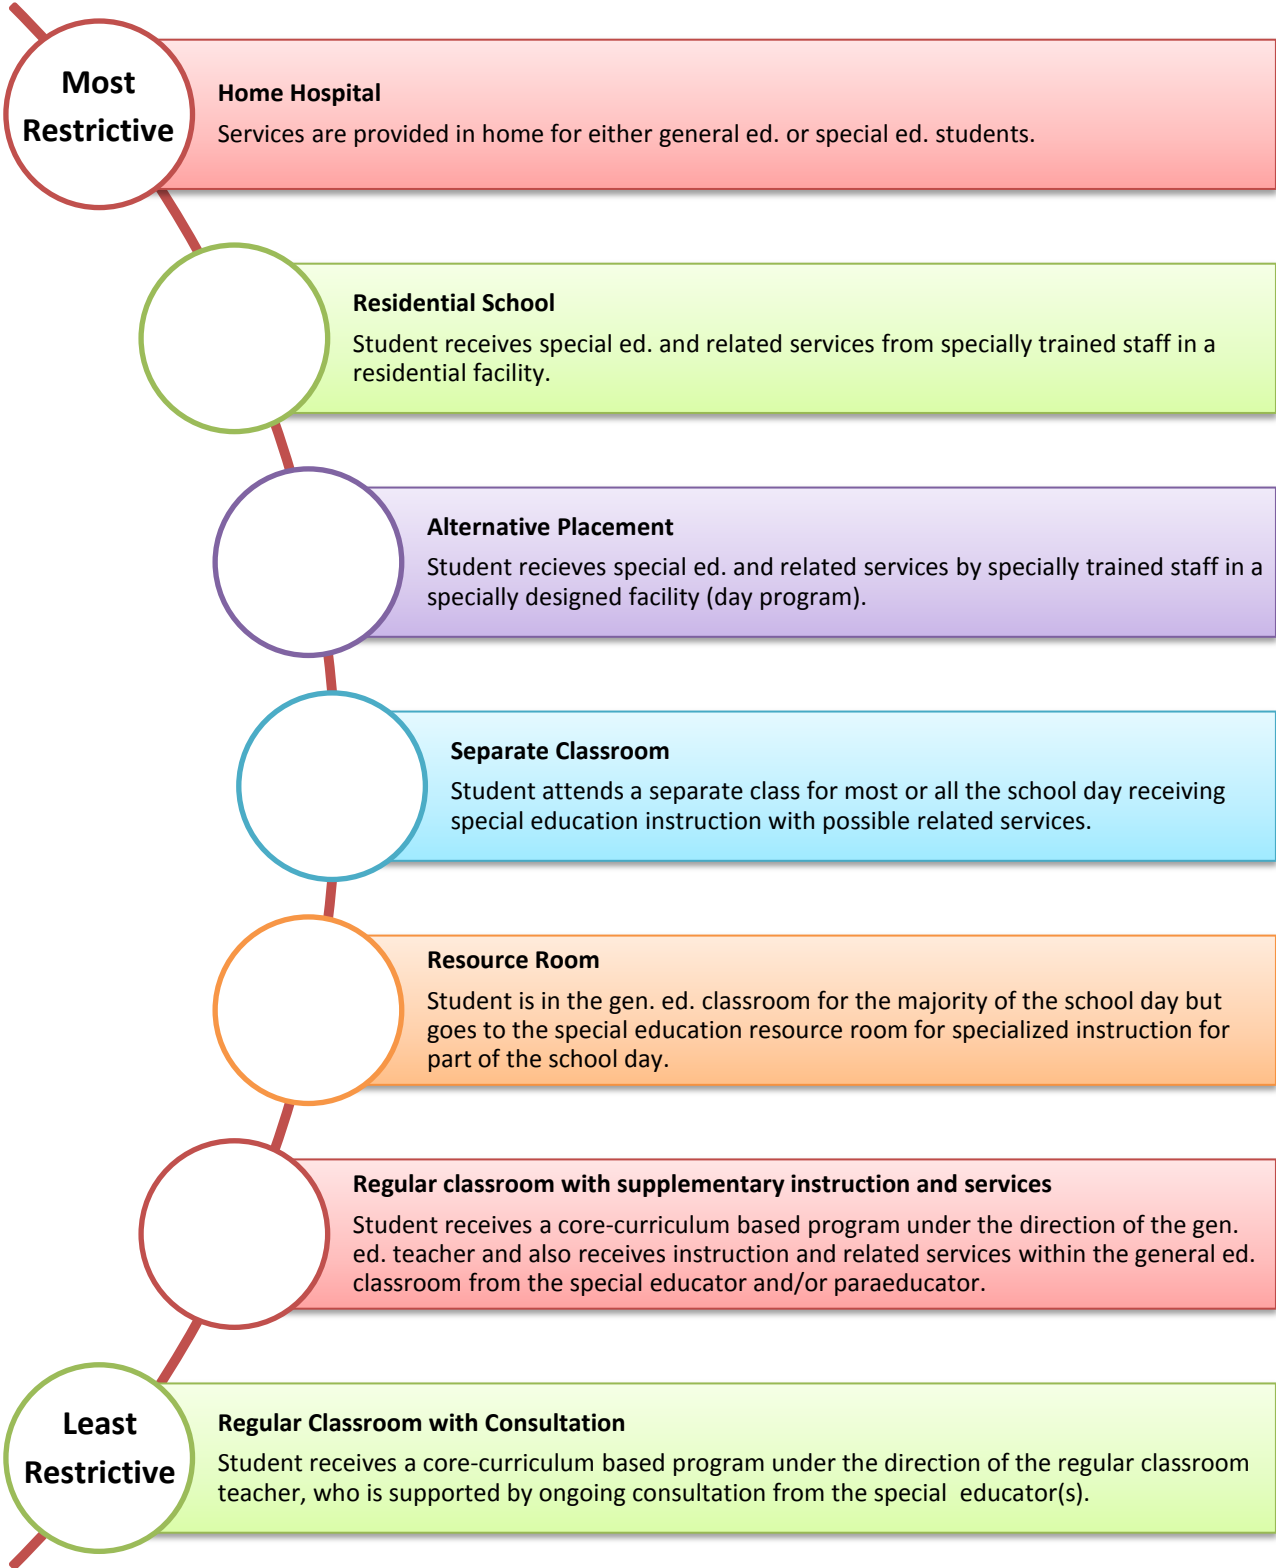 Most
Restrictive
Home Hospital
Services are provided in home for either general ed. or special ed. students.
Residential School
Student receives special ed. and related services from specially trained staff in a
residential facility.
Alternative Placement
Student recieves special ed. and related services by specially trained staff in a
specially designed facility (day program).
Separate Classroom
Student attends a separate class for most or all the school day receiving
special education instruction with possible related services.
Resource Room
Student is in the gen. ed. classroom for the majority of the school day but
goes to the special education resource room for specialized instruction for
part of the school day.
Regular classroom with supplementary instruction and services
Student receives a core-curriculum based program under the direction of the gen.
ed. teacher and also receives instruction and related services within the general ed.
classroom from the special educator and/or paraeducator.
Least
Restrictive
Regular Classroom with Consultation
Student receives a core-curriculum based program under the direction of the regular classroom
teacher, who is supported by ongoing consultation from the special  educator(s).